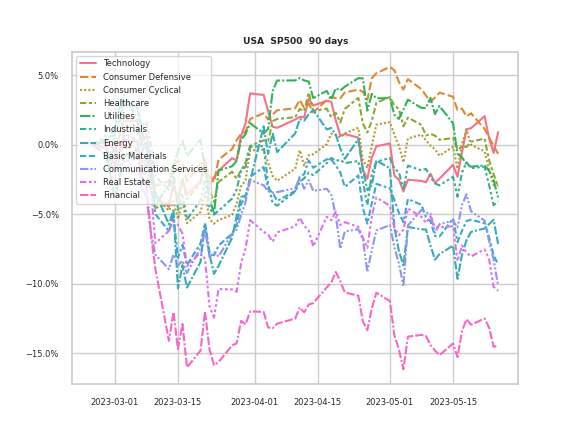 USA SP500 90 days
Technology
Consumer Defensive
Consumer Cyclical
Healthcare
Utilities
Industrials
Energy
Basic Materials
Communication Services
Real Estate
Financial
5.0%
0.0%
−5.0%
−10.0%
−15.0%
2023-03-01 2023-03-15 2023-04-01 2023-04-15 2023-05-01 2023-05-15